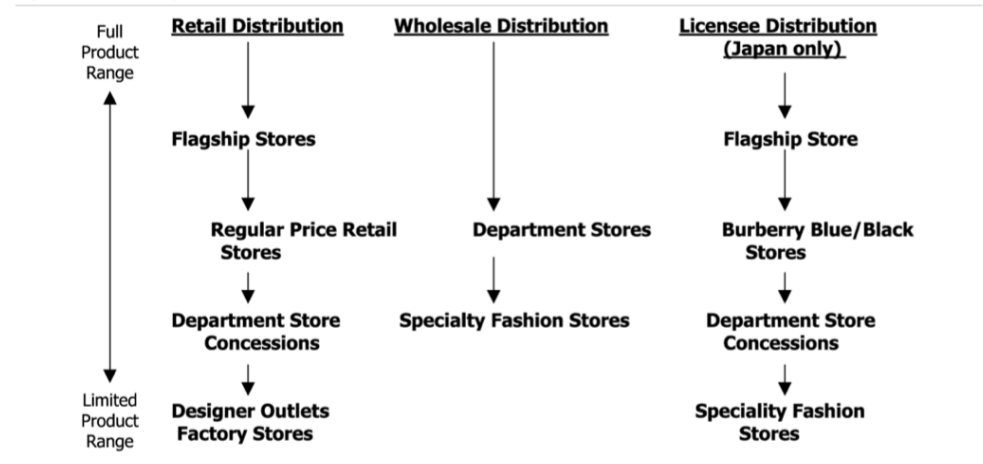 Full
Product
Range
Retail Distribution
Wholesale Distribution
Licensee Distribution
(Japan only)
Flagship Stores
Flagship Store
Regular Price Retail
Stores
Department Stores
Burberry Blue/Black
Stores
Department Store
Concessions
Specialty Fashion Stores
Department Store
Concessions
Limited
Product
Range
Designer Outlets
Factory Stores
Speciality Fashion
Stores